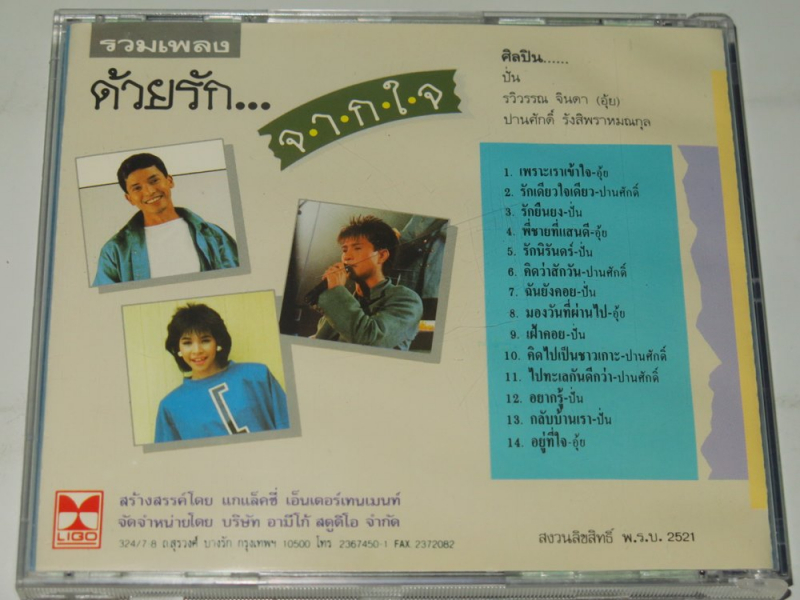 รวมเพลง
ด้วยรัก...
จ.า.ก.ใ.จ
ศิลปิน......
ปั่น
รวิวรรณ จินดา (อุ้ย)
ปานศักดิ์ รังสิพราหมณกุล
1. เพราะเราเข้าใจ-อุ้ย
2. รักเดียวใจเดียว-ปานศักดิ์
3. รักยืนยง-ปั่น
4. พี่ชายที่แสนดี-อุ้ย
5. รักนิรันดร์-ปั่น
6. คิดว่าสักวัน-ปานศักดิ์
7. ฉันยังคอย-ปั่น
8. มองวันที่ผ่านไป-อุ้ย
9. เฝ้าคอย-ปั่น
10. คิดไปเป็นชาวเกาะ-ปานศักดิ์
11. ไปทะเลกันดีกว่า-ปานศักดิ์
12. อยากรู้-ปั่น
13. กลับบ้านเรา-ปั่น
14. อยู่ที่ใจ-อุ้ย
LIGO
สร้างสรรค์โดย แกแล็คซี่ เอ็นเตอร์เทนเมนท์
จัดจำหน่ายโดย บริษัท อามีโก้ สตูดิโอ จำกัด
324/7-8 ถ.สุรวงศ์ บางรัก กรุงเทพฯ 10500 โทร 2367450-1 FAX 2372082
สงวนลิขสิทธิ์ พ.ร.บ. 2521